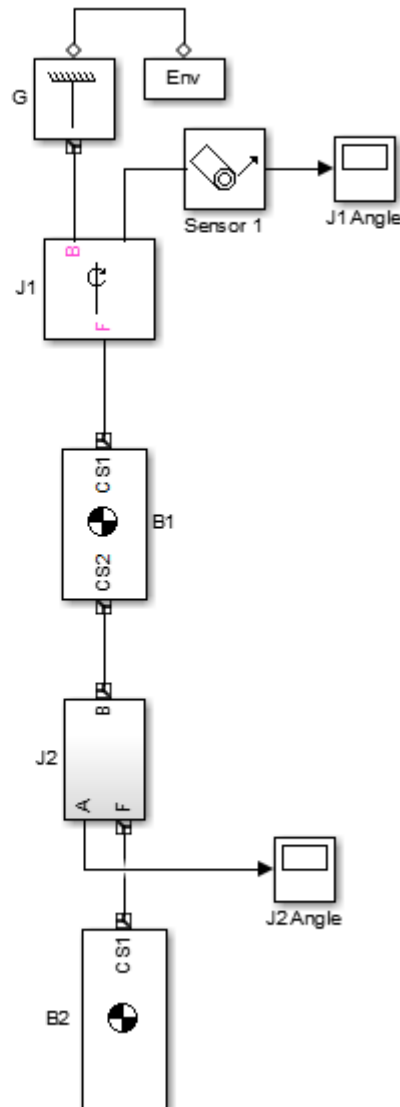 G
Env
Sensor 1
J1 Angle
B
J1
F
CS1
B1
CS2
B
J2
A
F
J2 Angle
CS1
B2